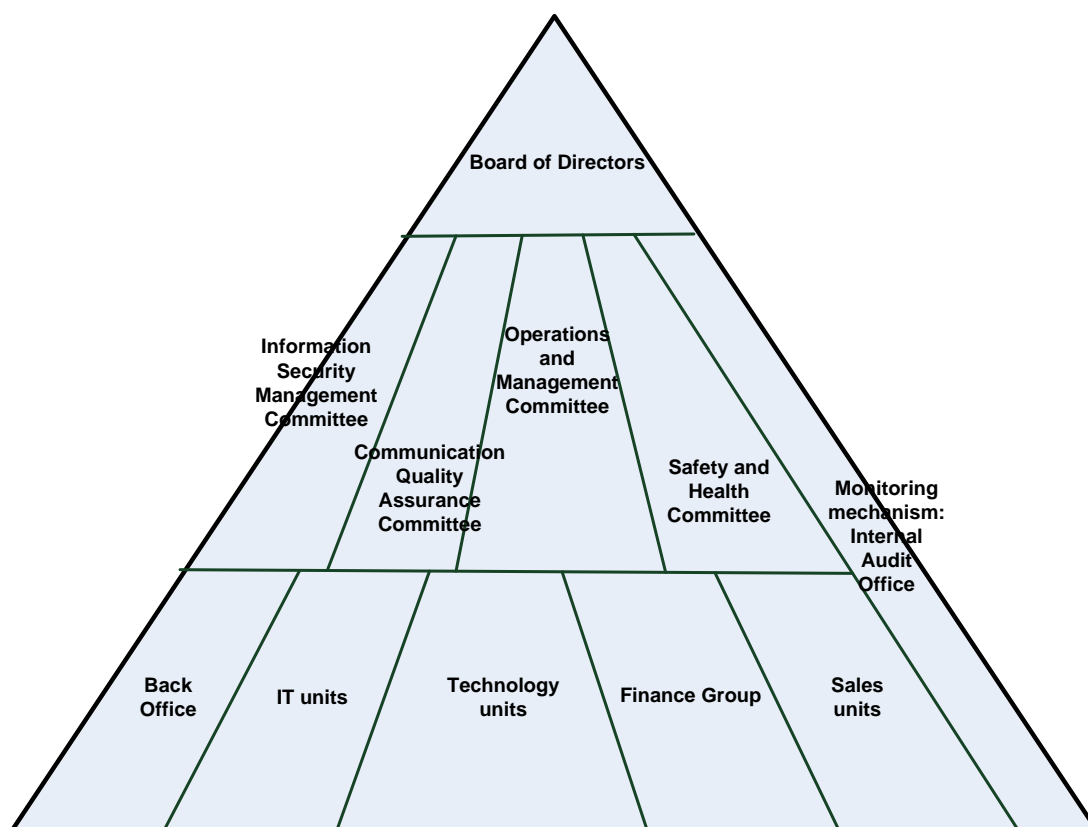 Board of Directors
Information
Security
Management
Committee
Communication
Quality
Assurance
Committee
Operations
and
Management
Committee
Safety and
Health
Committee
Monitoring
mechanism:
Internal
Audit
Office
Back
Office
IT units
Technology
units
Finance Group
Sales
units